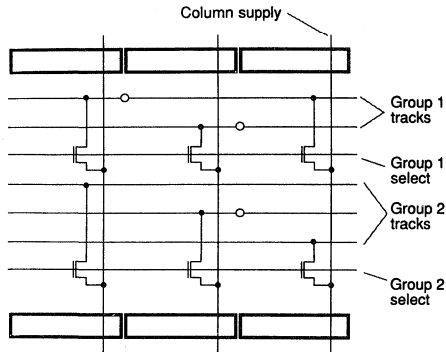 Column supply
Group 1
tracks
Group 1
select
Group 2
tracks
Group 2
select